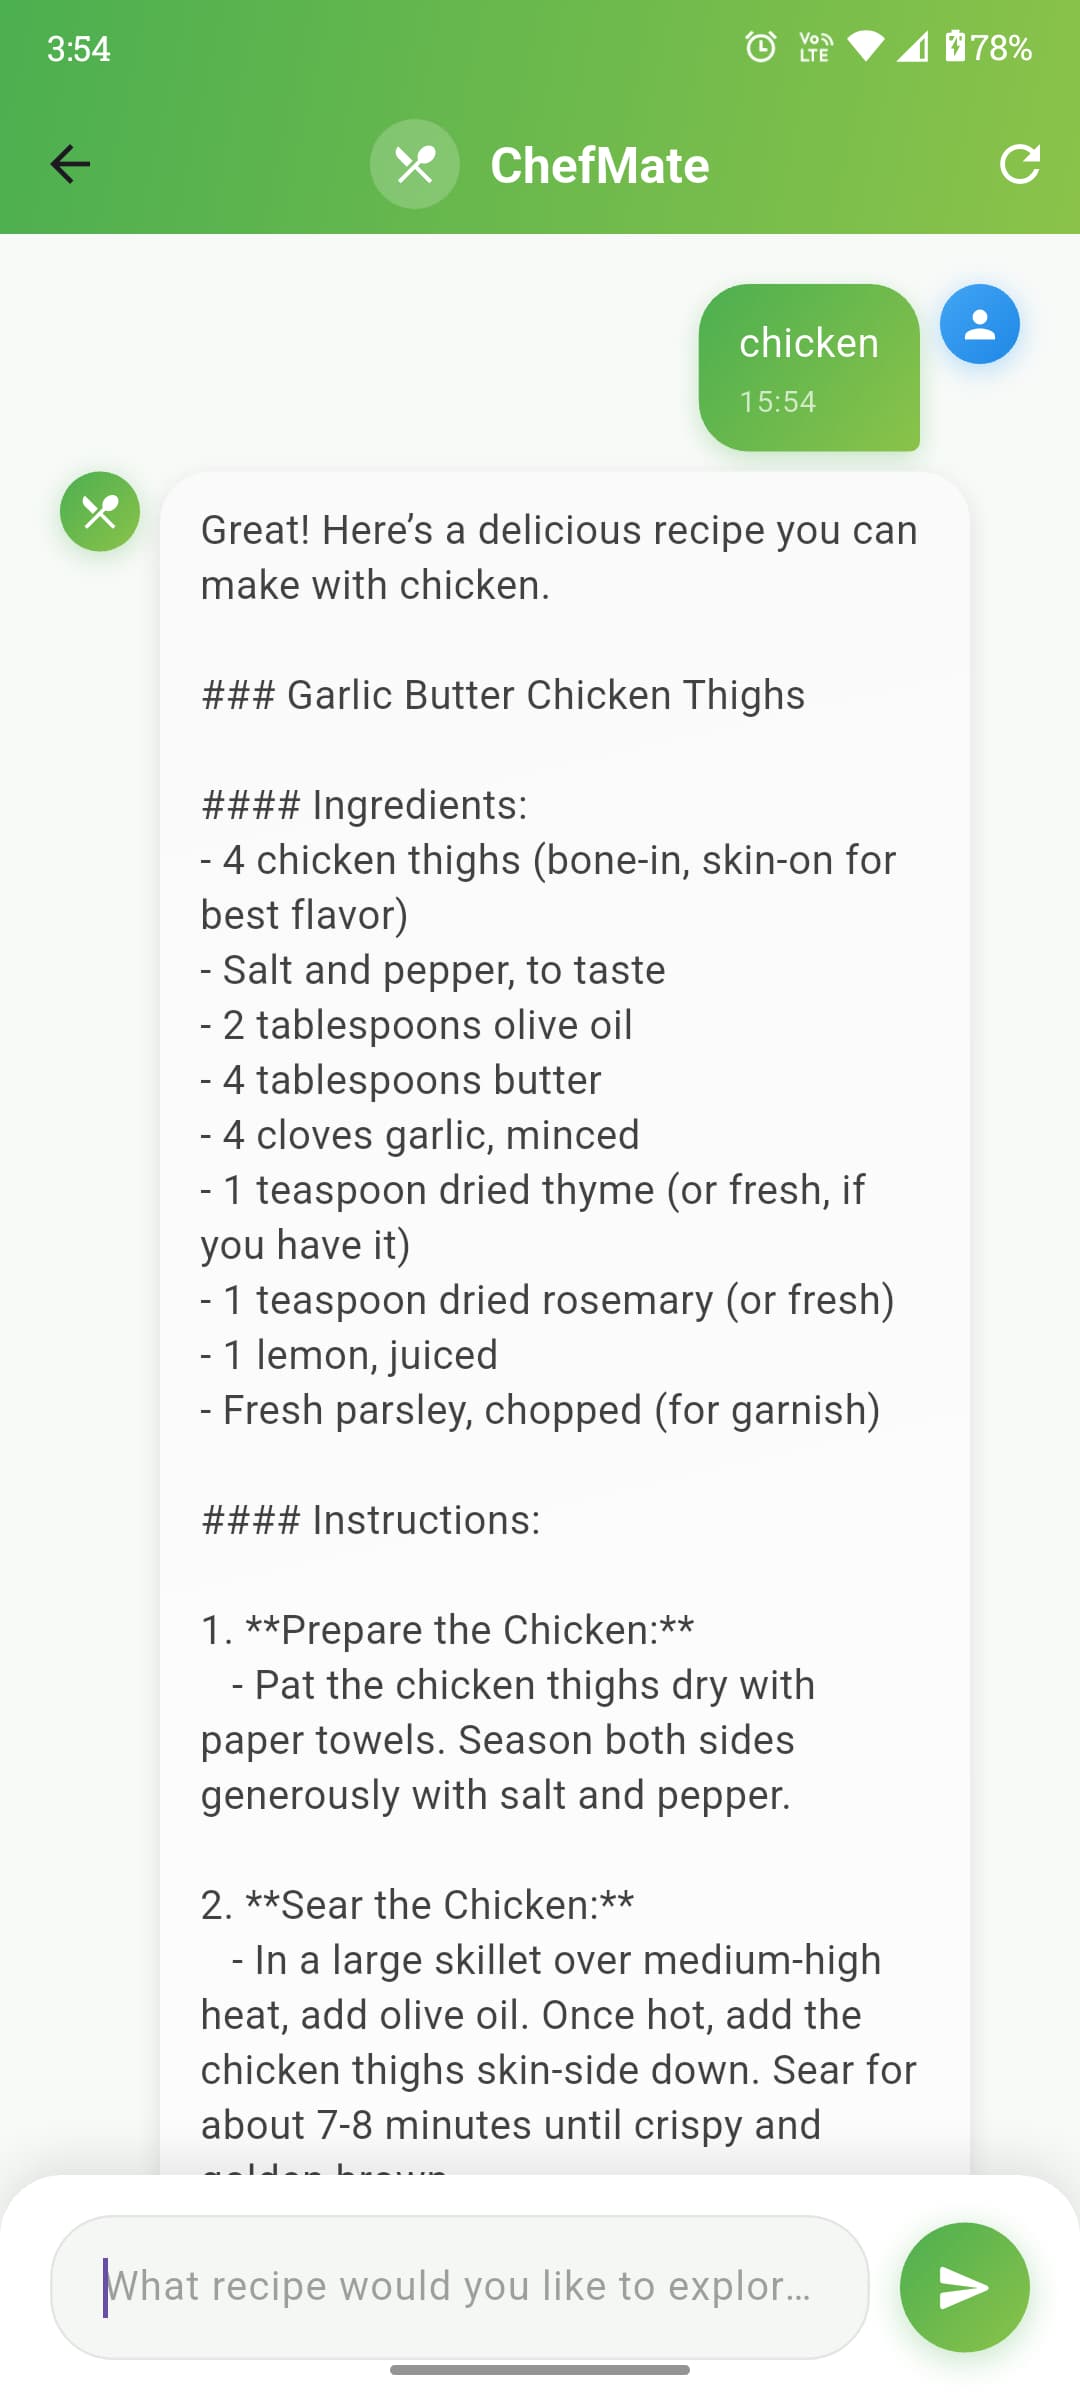 3:54
Vo LTE
78%
ChefMate
chicken
15:54
Great! Here’s a delicious recipe you can
make with chicken.
### Garlic Butter Chicken Thighs
#### Ingredients:
- 4 chicken thighs (bone-in, skin-on for
best flavor)
- Salt and pepper, to taste
- 2 tablespoons olive oil
- 4 tablespoons butter
- 4 cloves garlic, minced
- 1 teaspoon dried thyme (or fresh, if
you have it)
- 1 teaspoon dried rosemary (or fresh)
- 1 lemon, juiced
- Fresh parsley, chopped (for garnish)
#### Instructions:
1. **Prepare the Chicken:**
- Pat the chicken thighs dry with
paper towels. Season both sides
generously with salt and pepper.
2. **Sear the Chicken:**
- In a large skillet over medium-high
heat, add olive oil. Once hot, add the
chicken thighs skin-side down. Sear for
about 7-8 minutes until crispy and
golden brown
What recipe would you like to explor...